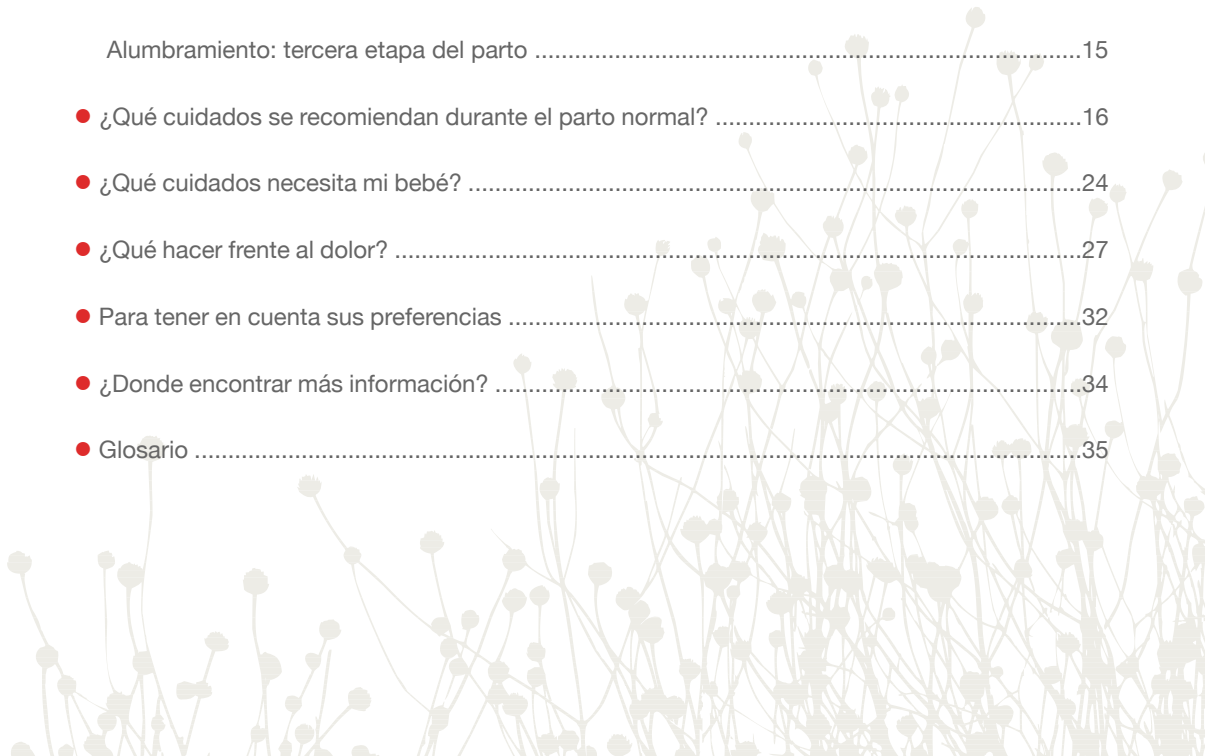 Alumbramiento: tercera etapa del parto ....................................................................................15
● ¿Qué cuidados se recomiendan durante el parto normal? ........................................................16
● ¿Qué cuidados necesita mi bebé? ..............................................................................................24
● ¿Qué hacer frente al dolor? .........................................................................................................27
● Para tener en cuenta sus preferencias ........................................................................................32
● ¿Donde encontrar más información? ..........................................................................................34
● Glosario ........................................................................................................................................35